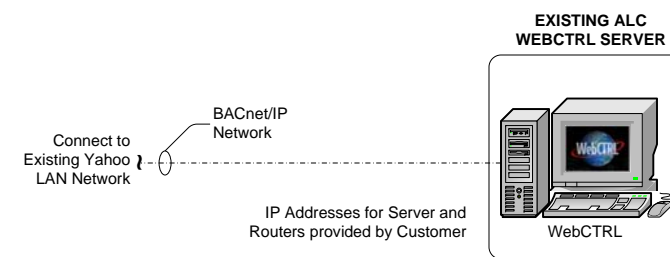 EXISTING ALC
WEBCTRL SERVER
BACnet/IP
Network
Connect to
Existing Yahoo
LAN Network
WebCTRL
IP Addresses for Server and
Routers provided by Customer
WebCTRL